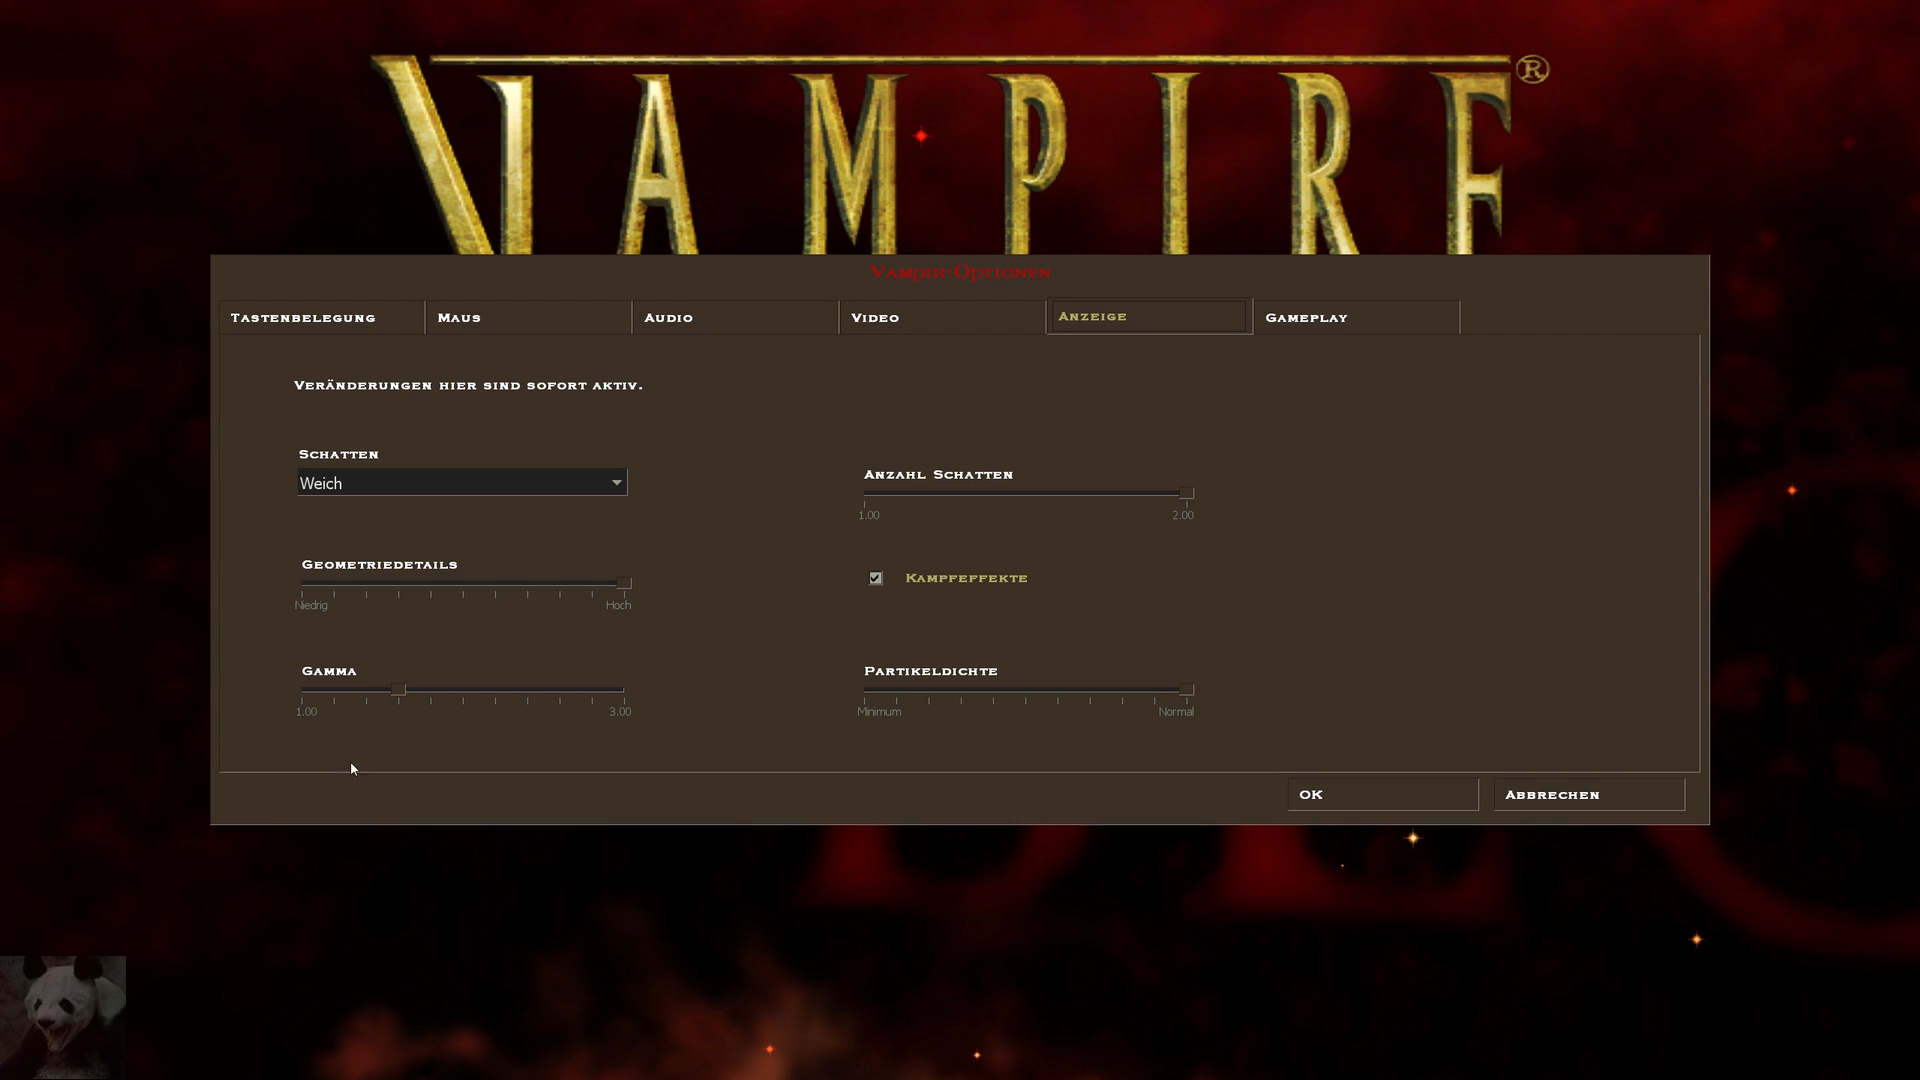 VAMPIRE®
Vampir-Optionen
Tastenbelegung Maus Audio Video Anzeige Gameplay
Veränderungen hier sind sofort aktiv.
Schatten
Weich
Anzahl Schatten
1.00 2.00
Geometriedetails
Niedrig Hoch
Kampfeffekte
Gamma
1.00 3.00
Partikeldichte
Minimum Normal
OK Abbrechen